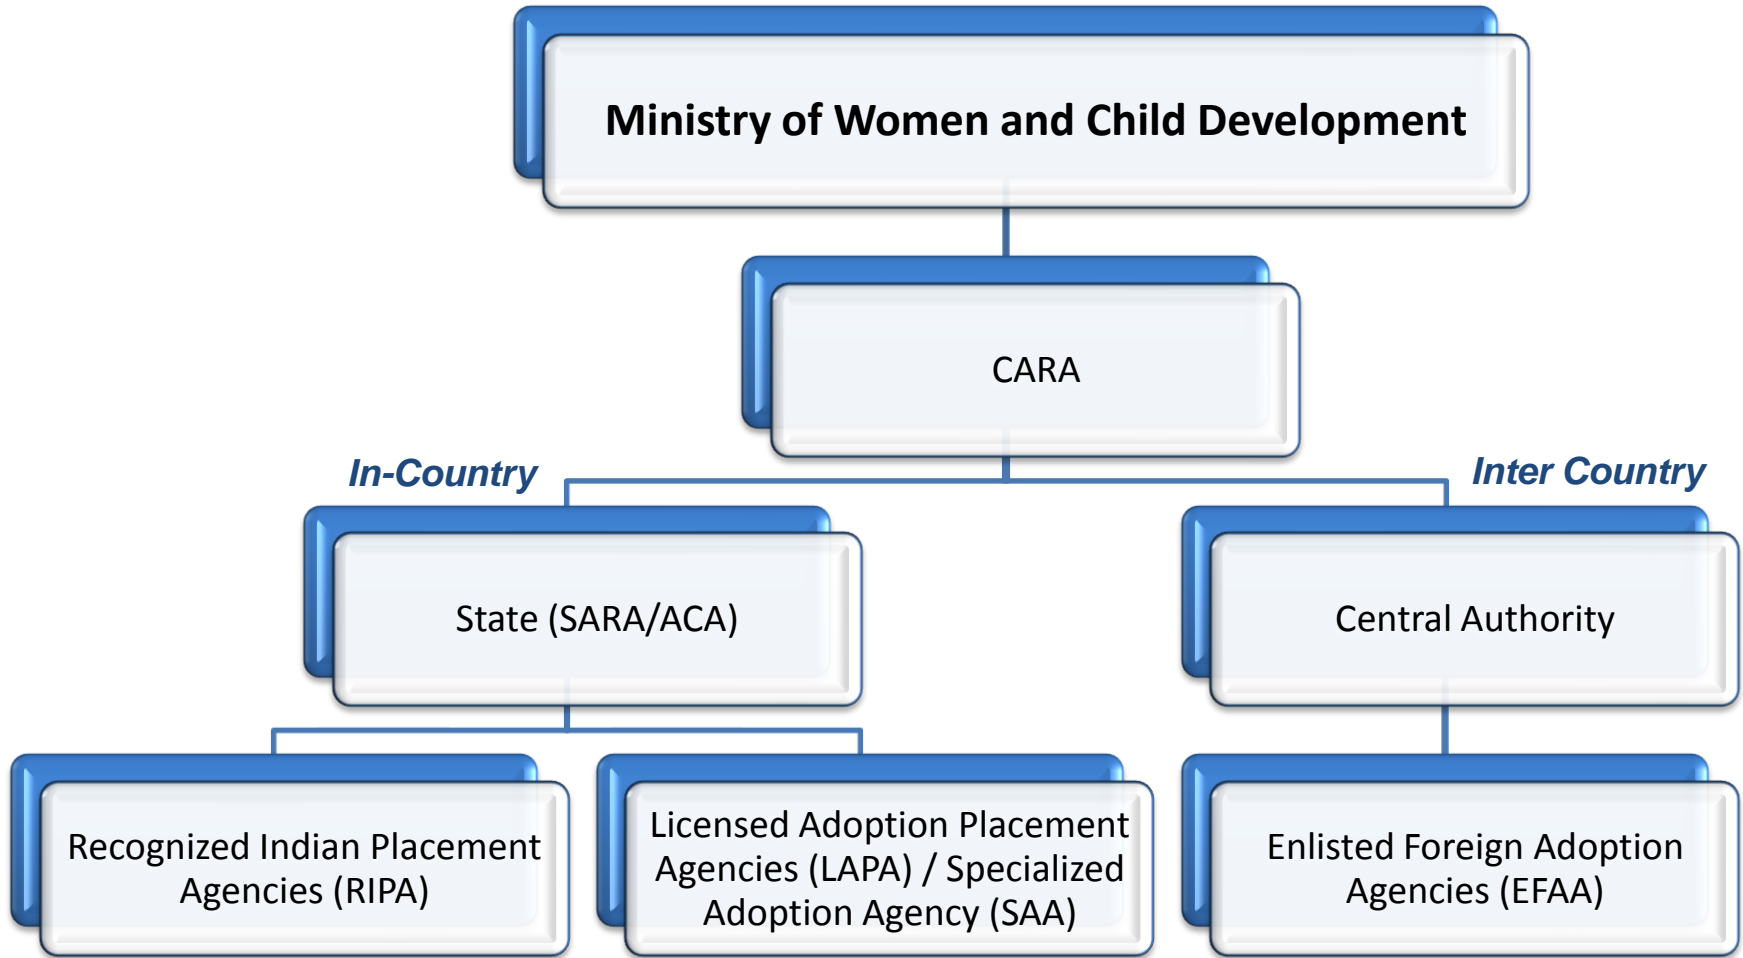 Ministry of Women and Child Development
CARA
In-Country
Inter Country
State (SARA/ACA)
Central Authority
Recognized Indian Placement
Agencies (RIPA)
Licensed Adoption Placement
Agencies (LAPA) / Specialized
Adoption Agency (SAA)
Enlisted Foreign Adoption
Agencies (EFAA)